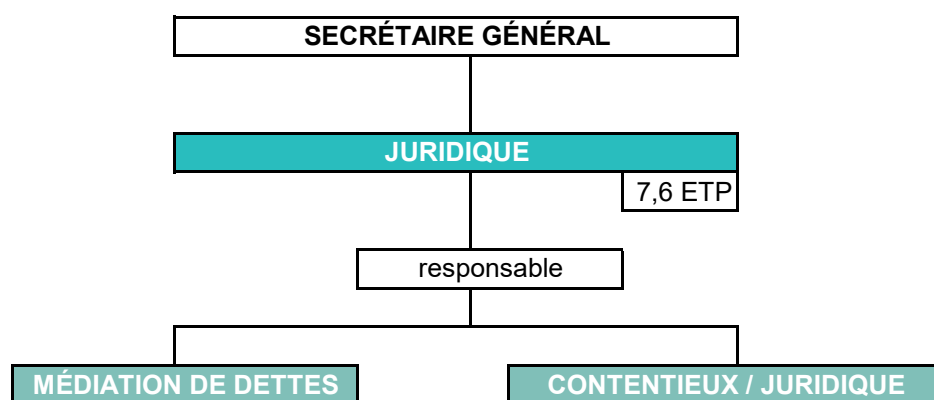 SECRÉTAIRE GÉNÉRAL
JURIDIQUE
7,6 ETP
responsable
MÉDIATION DE DETTES
CONTENTIEUX / JURIDIQUE